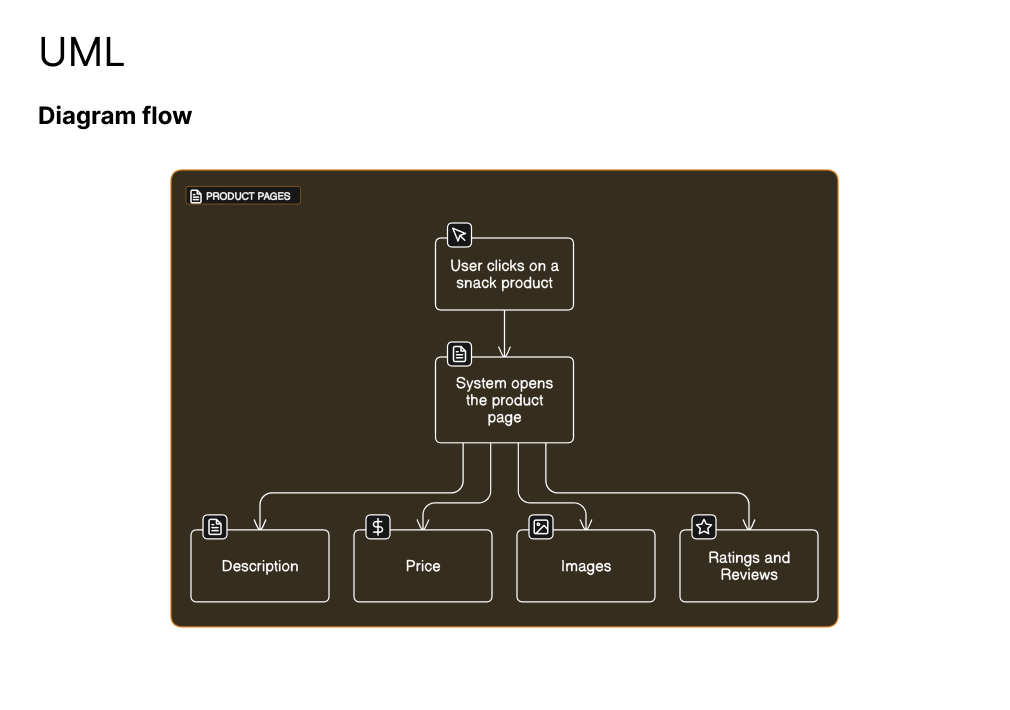 UML
Diagram flow
PRODUCT PAGES
User clicks on a
snack product
System opens
the product
page
Description
Price
Images
Ratings and
Reviews